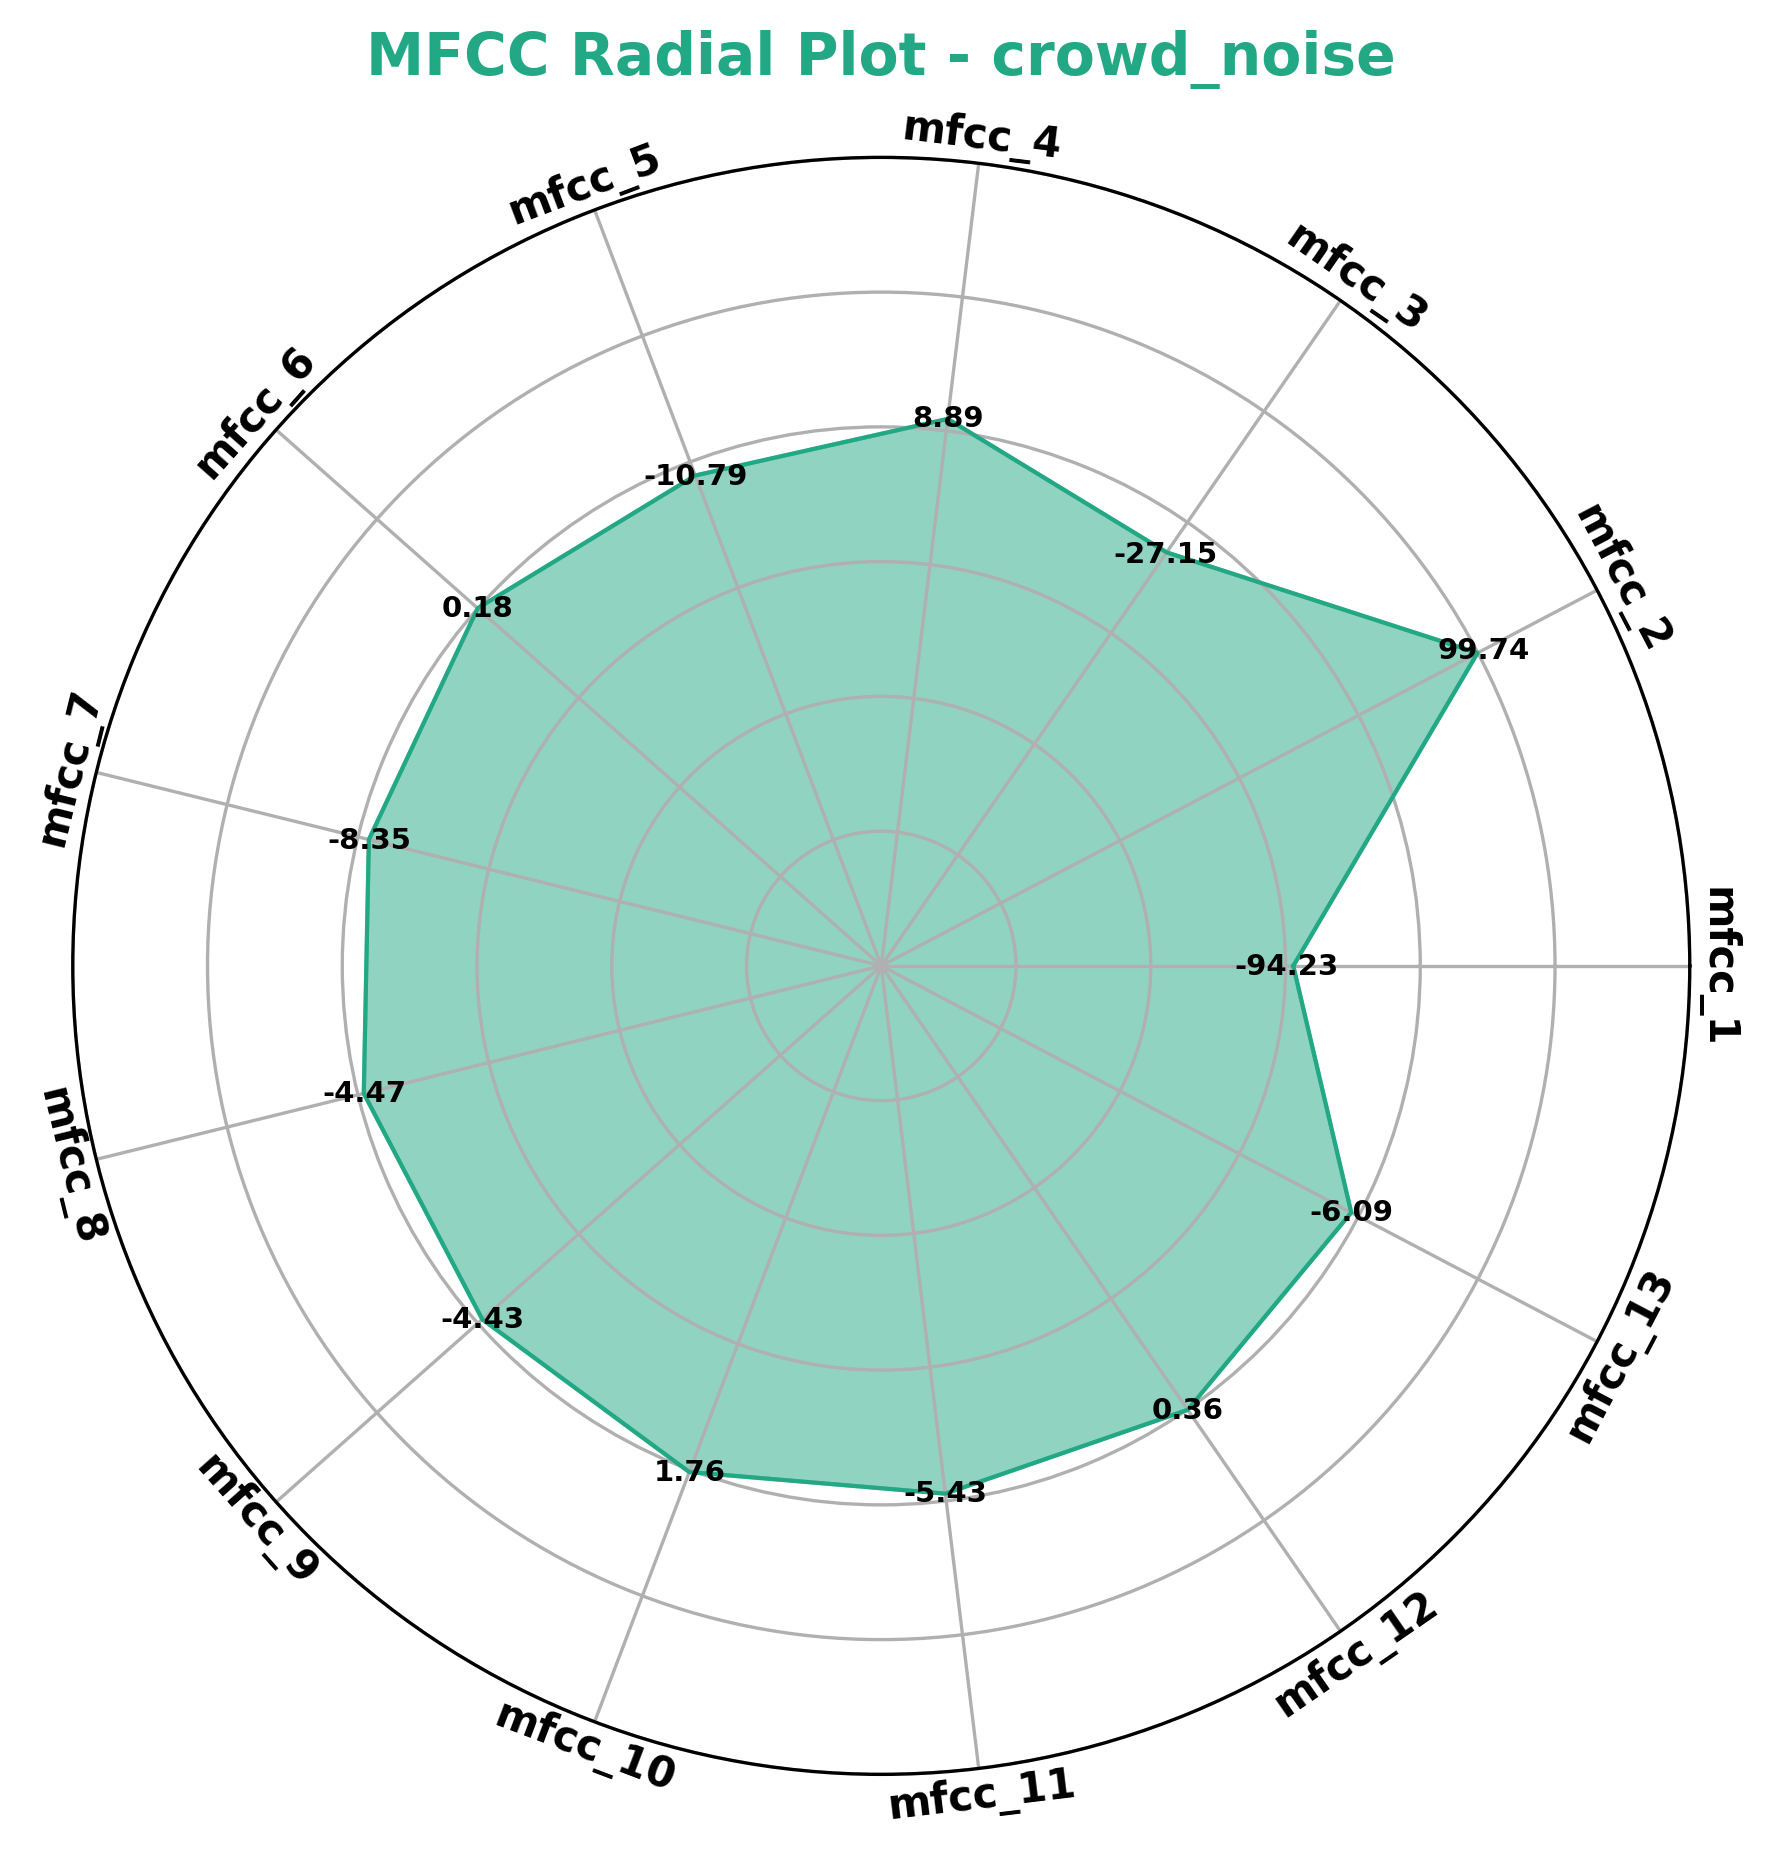 MFCC Radial Plot - crowd_noise
mfcc_4
mfcc_5
mfcc_3
mfcc_6
8.89
-10.79
mfcc_2
-27.15
0.18
99.74
mfcc_7
-8.35
mfcc_1
-94.23
-4.47
mfcc_8
-6.09
-4.43
mfcc_13
0.36
1.76
-5.43
mfcc_9
mfcc_12
mfcc_10
mfcc_11